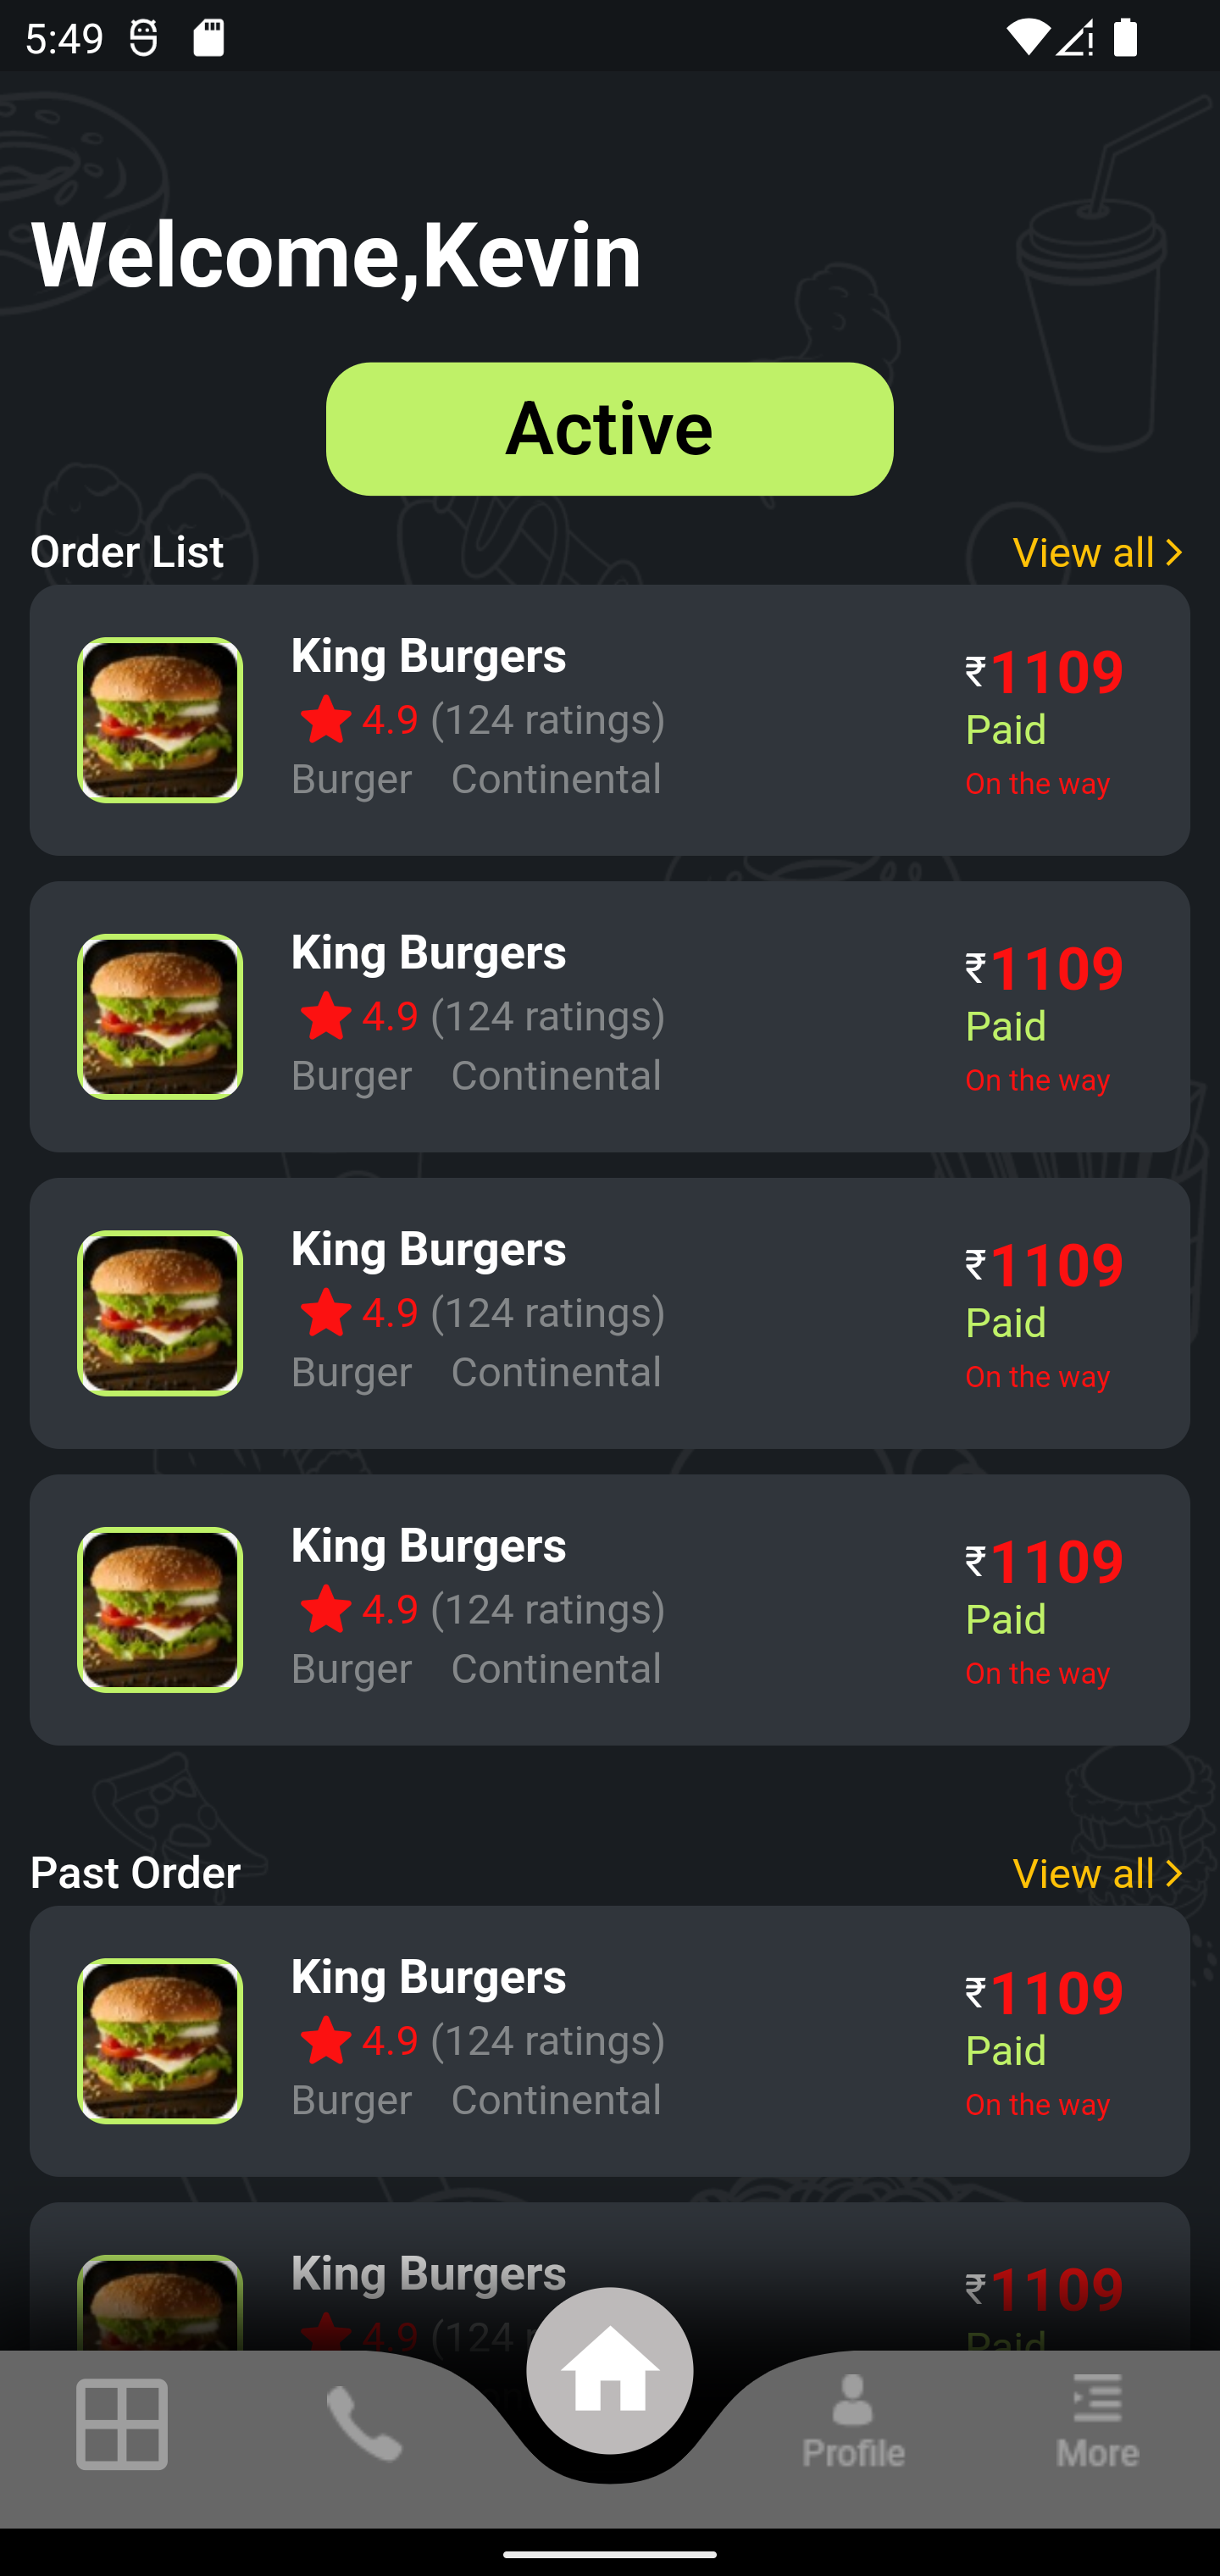 5:49
Welcome,Kevin
Active
Order List
View all
King Burgers
4.9 (124 ratings)
Burger Continental
₹1109
Paid
On the way
King Burgers
4.9 (124 ratings)
Burger Continental
₹1109
Paid
On the way
King Burgers
4.9 (124 ratings)
Burger Continental
₹1109
Paid
On the way
King Burgers
4.9 (124 ratings)
Burger Continental
₹1109
Paid
On the way
Past Order
View all
King Burgers
4.9 (124 ratings)
Burger Continental
₹1109
Paid
On the way
King Burgers
4.9 (124
₹1109
Paid
Profile
More